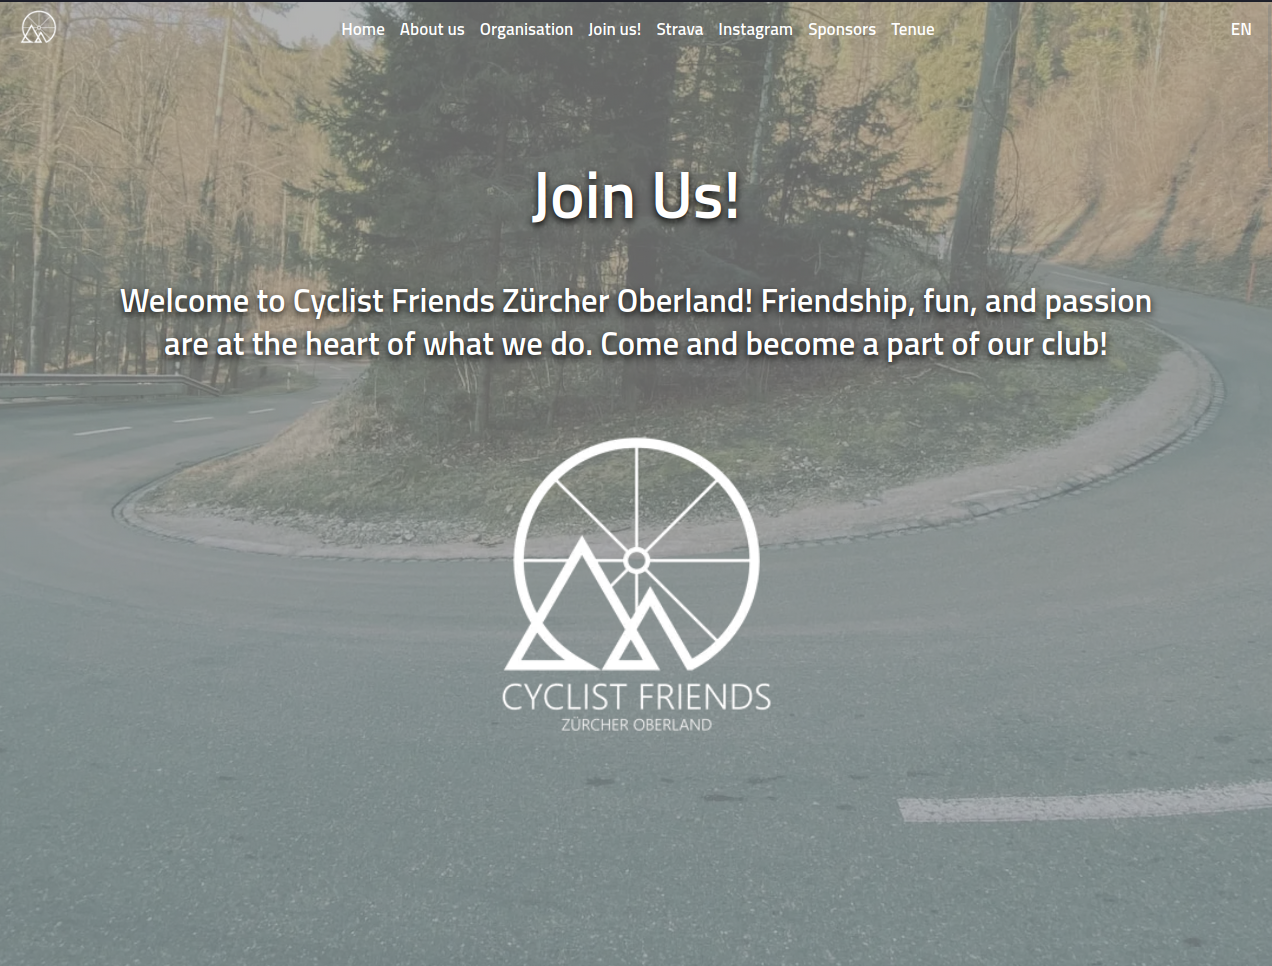 Home About us Organisation Join us! Strava Instagram Sponsors Tenue EN
Join Us!
Welcome to Cyclist Friends Zürcher Oberland! Friendship, fun, and passion
are at the heart of what we do. Come and become a part of our club!
CYCLIST FRIENDS
ZÜRCHER OBERLAND